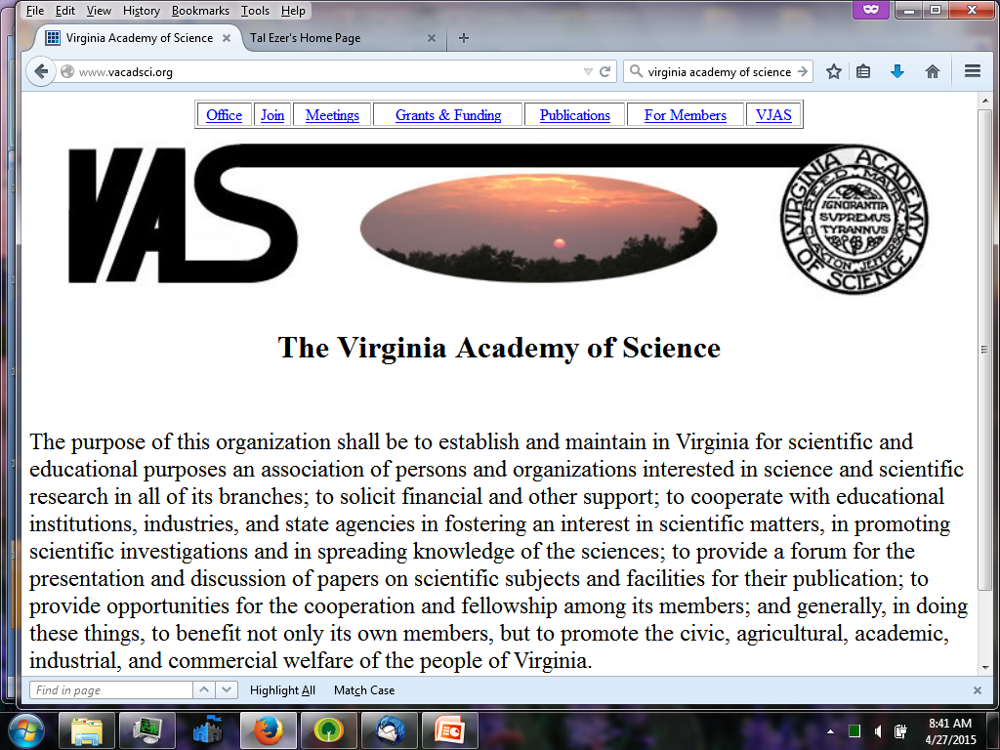 File Edit View History Bookmarks Tools Help
Virginia Academy of Science
Tal Ezer's Home Page
www.vacadsci.org
virginia academy of science
Office Join Meetings Grants & Funding Publications For Members VJAS
VAS
VIRGINIA ACADEMY OF SCIENCE
REED MAURY
CLAYTON JEFFERSON
IGNORANTIA
SUPREMUS
TYRANNUS
The Virginia Academy of Science
The purpose of this organization shall be to establish and maintain in Virginia for scientific and
educational purposes an association of persons and organizations interested in science and scientific
research in all of its branches; to solicit financial and other support; to cooperate with educational
institutions, industries, and state agencies in fostering an interest in scientific matters, in promoting
scientific investigations and in spreading knowledge of the sciences; to provide a forum for the
presentation and discussion of papers on scientific subjects and facilities for their publication; to
provide opportunities for the cooperation and fellowship among its members; and generally, in doing
these things, to benefit not only its own members, but to promote the civic, agricultural, academic,
industrial, and commercial welfare of the people of Virginia.
Find in page
Highlight All
Match Case
8:41 AM
4/27/2015